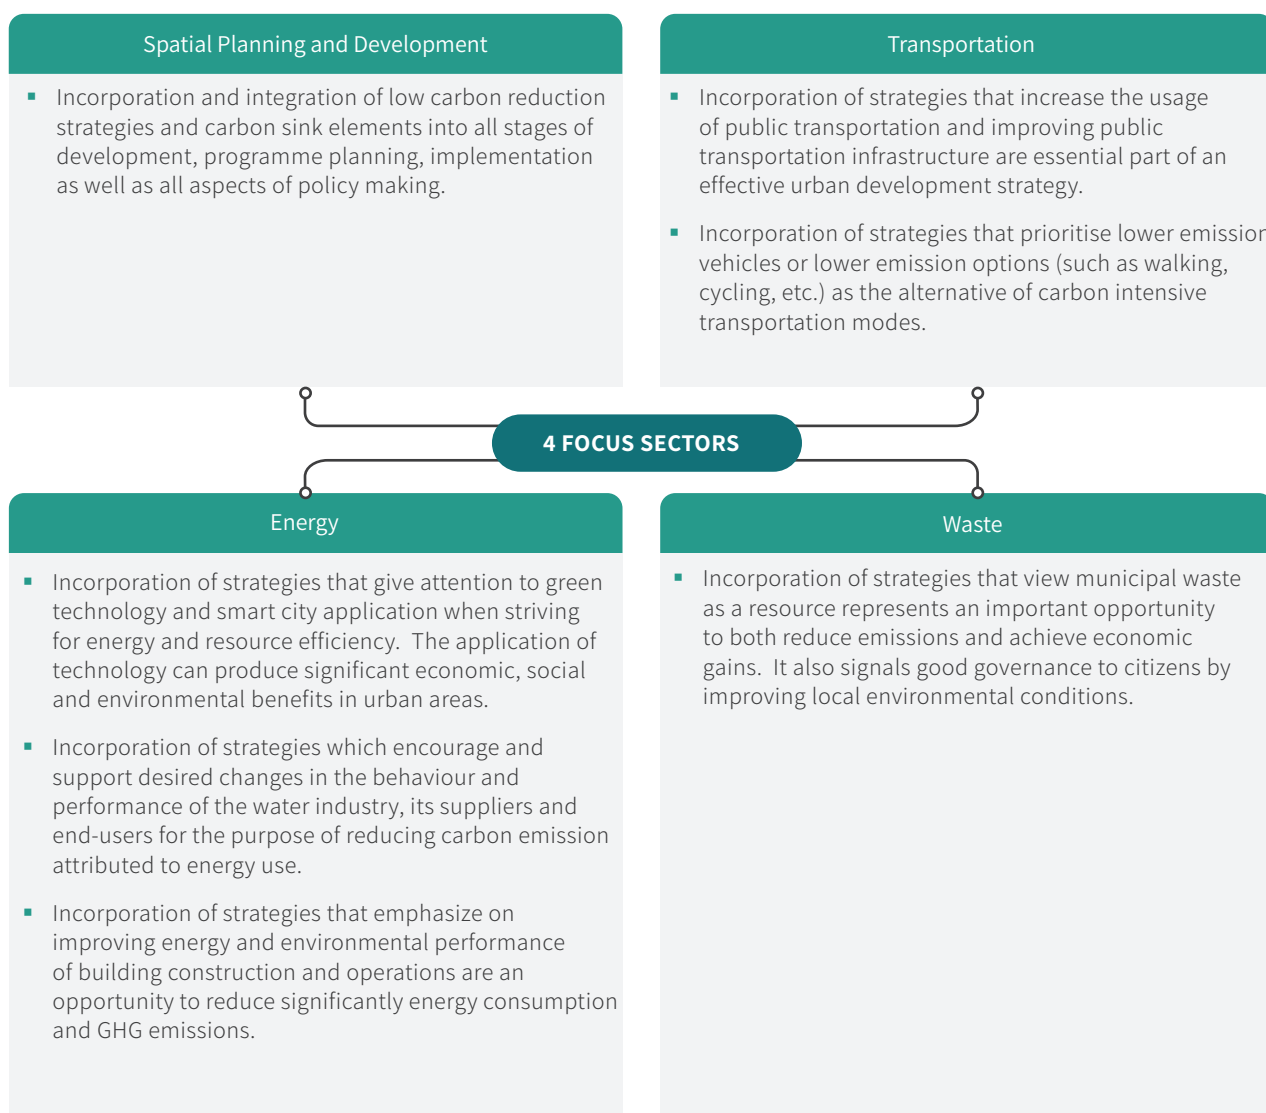 Spatial Planning and Development
Incorporation and integration of low carbon reduction
strategies and carbon sink elements into all stages of
development, programme planning, implementation
as well as all aspects of policy making.
Transportation
Incorporation of strategies that increase the usage
of public transportation and improving public
transportation infrastructure are essential part of an
effective urban development strategy.
Incorporation of strategies that prioritise lower emission
vehicles or lower emission options (such as walking,
cycling, etc.) as the alternative of carbon intensive
transportation modes.
4 FOCUS SECTORS
Energy
Incorporation of strategies that give attention to green
technology and smart city application when striving
for energy and resource efficiency.  The application of
technology can produce significant economic, social
and environmental benefits in urban areas.
Incorporation of strategies which encourage and
support desired changes in the behaviour and
performance of the water industry, its suppliers and
end-users for the purpose of reducing carbon emission
attributed to energy use.
Incorporation of strategies that emphasize on
improving energy and environmental performance
of building construction and operations are an
opportunity to reduce significantly energy consumption
and GHG emissions.
Waste
Incorporation of strategies that view municipal waste
as a resource represents an important opportunity
to both reduce emissions and achieve economic
gains.  It also signals good governance to citizens by
improving local environmental conditions.